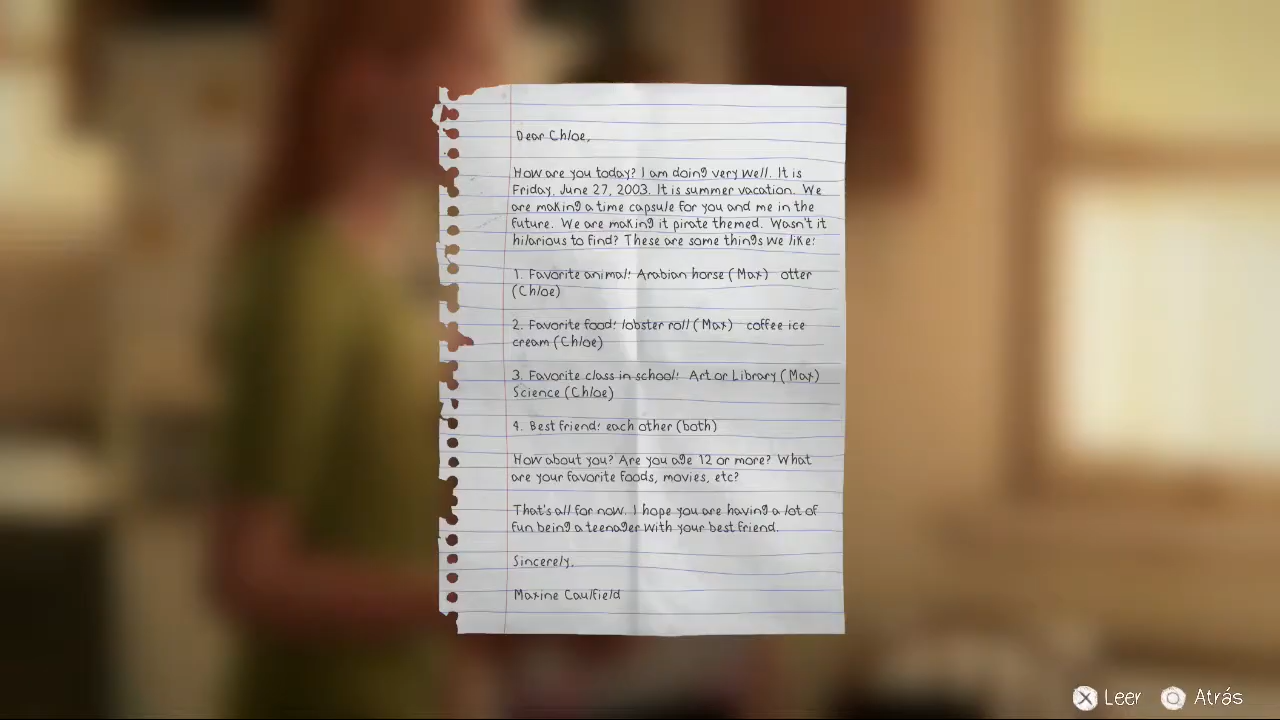 Dear Chloe,
How are you today? I am doing very well. It is
Friday, June 27, 2003. It is summer vacation. We
are making a time capsule for you and me in the
future. We are making it pirate themed. Wasn't it
hilarious to find? These are some things we like:
1. Favorite animal: Arabian horse (Max) otter
(Chloe)
2. Favorite food: lobster roll (Max) coffee ice
cream (Chloe)
3. Favorite class in school: Art or Library (Max)
Science (Chloe)
4. Best friend: each other (both)
How about you? Are you age 12 or more? What
are your favorite foods, movies, etc?
That's all for now. I hope you are having a lot of
fun being a teenager with your best friend.
Sincerely,
Maxine Caulfield
Leer Atrás